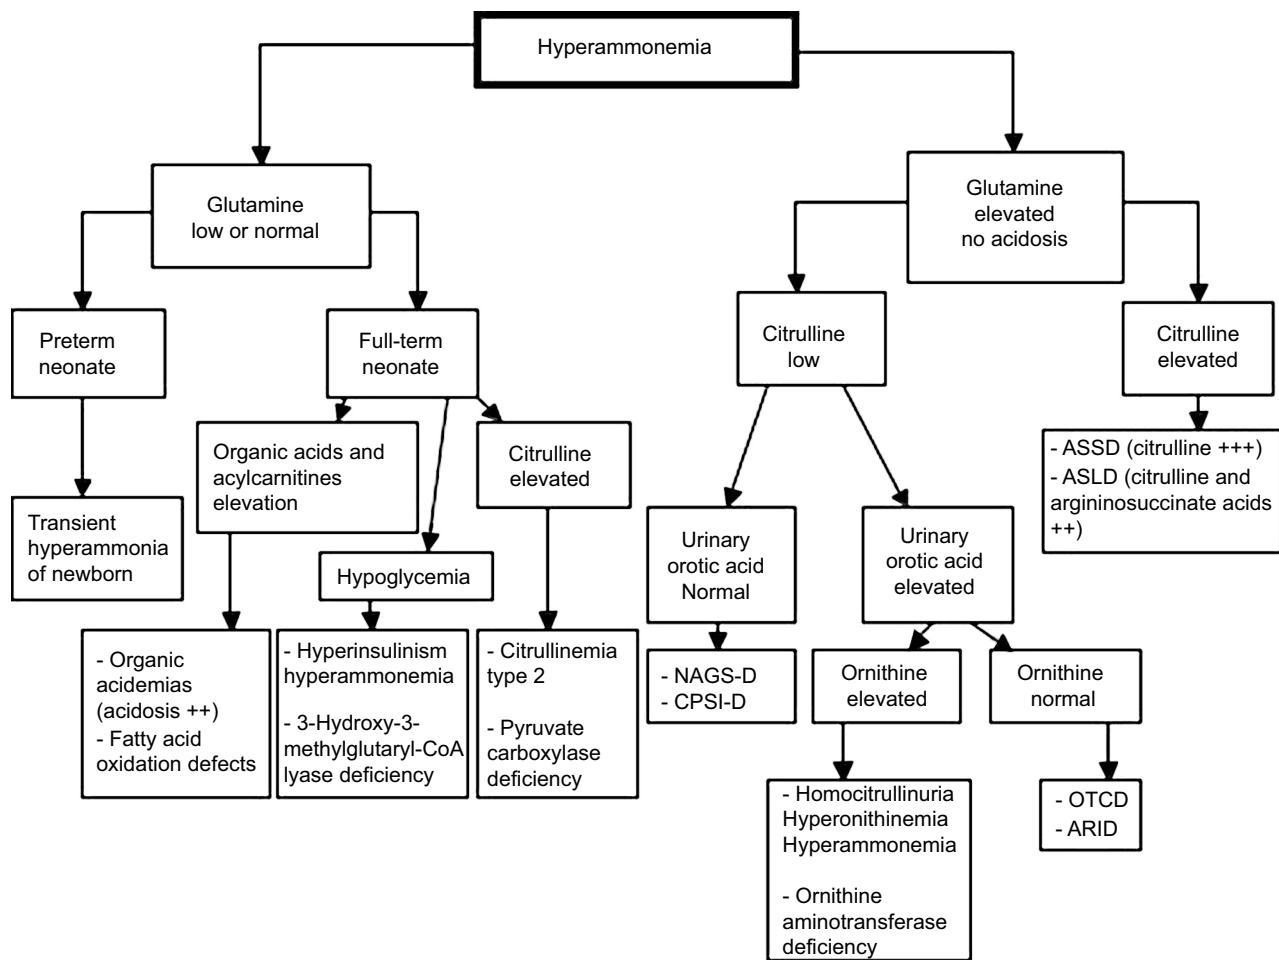 Hyperammonemia
Glutamine
low or normal
Glutamine
elevated
no acidosis
Preterm
neonate
Full-term
neonate
Citrulline
low
Citrulline
elevated
Organic acids and
acylcarnitines
elevation
Citrulline
elevated
- ASSD (citrulline +++)
- ASLD (citrulline and
argininosuccinate acids
++)
Transient
hyperammonia
of newborn
Hypoglycemia
Urinary
orotic acid
Normal
Urinary
orotic acid
elevated
- Organic
acidemias
(acidosis ++)
- Fatty acid
oxidation defects
- Hyperinsulinism
hyperammonemia
- 3-Hydroxy-3-
methylglutaryl-CoA
lyase deficiency
- Citrullinemia
type 2
- Pyruvate
carboxylase
deficiency
- NAGS-D
- CPSI-D
Ornithine
elevated
Ornithine
normal
- Homocitrullinuria
Hyperonithinemia
Hyperammonemia
- Ornithine
aminotransferase
deficiency
- OTCD
- ARID